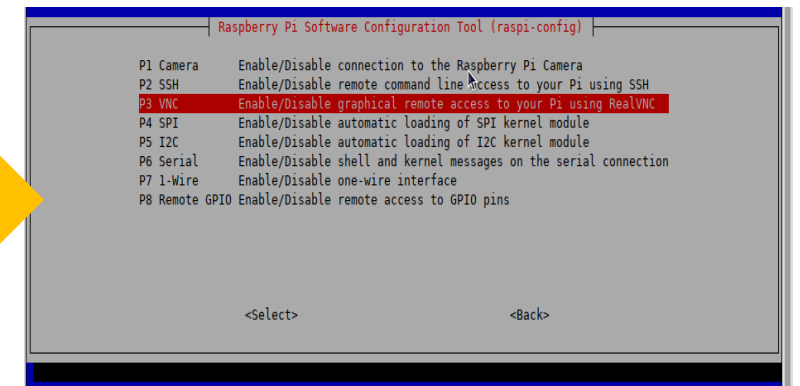 Raspberry Pi Software Configuration Tool (raspi-config)
P1 Camera Enable/Disable connection to the Raspberry Pi Camera
P2 SSH Enable/Disable remote command line access to your Pi using SSH
P3 VNC Enable/Disable graphical remote access to your Pi using RealVNC
P4 SPI Enable/Disable automatic loading of SPI kernel module
P5 I2C Enable/Disable automatic loading of I2C kernel module
P6 Serial Enable/Disable shell and kernel messages on the serial connection
P7 1-Wire Enable/Disable one-wire interface
P8 Remote GPIO Enable/Disable remote access to GPIO pins
<Select> <Back>